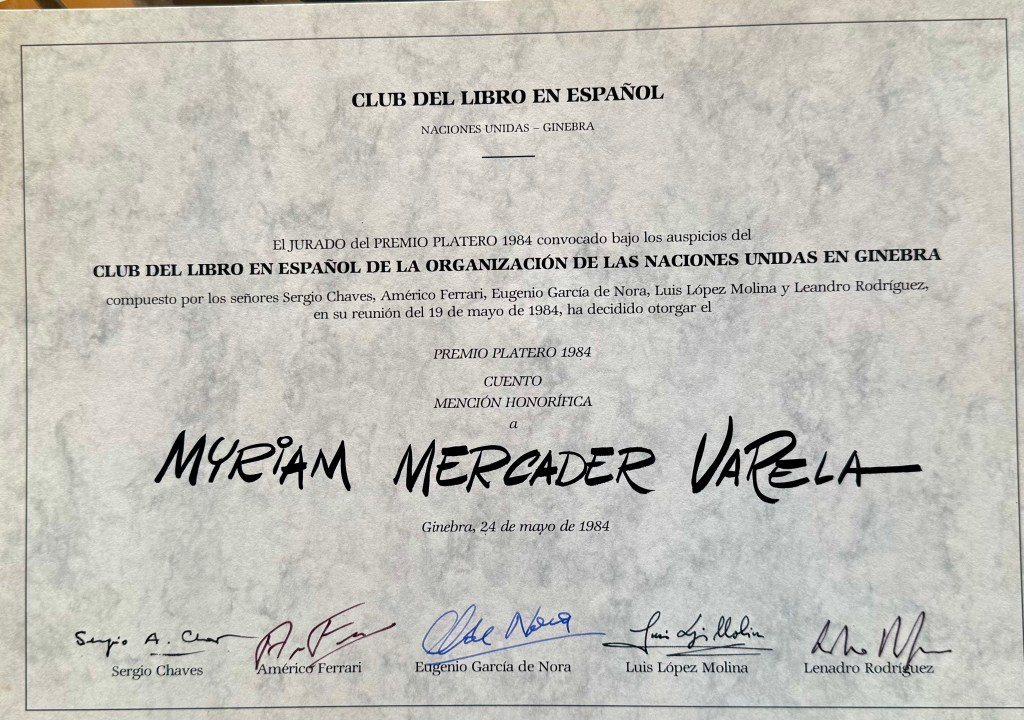 CLUB DEL LIBRO EN ESPAÑOL
NACIONES UNIDAS – GINEBRA
El JURADO del PREMIO PLATERO 1984 convocado bajo los auspicios del
CLUB DEL LIBRO EN ESPAÑOL DE LA ORGANIZACIÓN DE LAS NACIONES UNIDAS EN GINEBRA
compuesto por los señores Sergio Chaves, Américo Ferrari, Eugenio García de Nora, Luis López Molina y Leandro Rodríguez,
en su reunión del 19 de mayo de 1984, ha decidido otorgar el
PREMIO PLATERO 1984
CUENTO
MENCIÓN HONORÍFICA
a
MYRIAM MERCADER VARELA
Ginebra, 24 de mayo de 1984
Sergio A.
Sergio Chaves Américo Ferrari Eugenio García de Nora Luis López Molina Lenadro Rodríguez